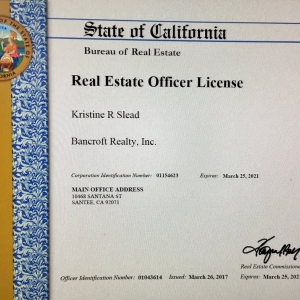 State of California
Bureau of Real Estate
Real Estate Officer License
Kristine R Slead
Bancroft Realty, Inc.
Corporation Identification Number: 01154623 Expires: March 25, 2021
MAIN OFFICE ADDRESS
10468 SANTANA ST
SANTEE, CA 92071
Real Estate Commissioner
Officer Identification Number: 01045614 Issued: March 26, 2017 Expires: March 25, 2021